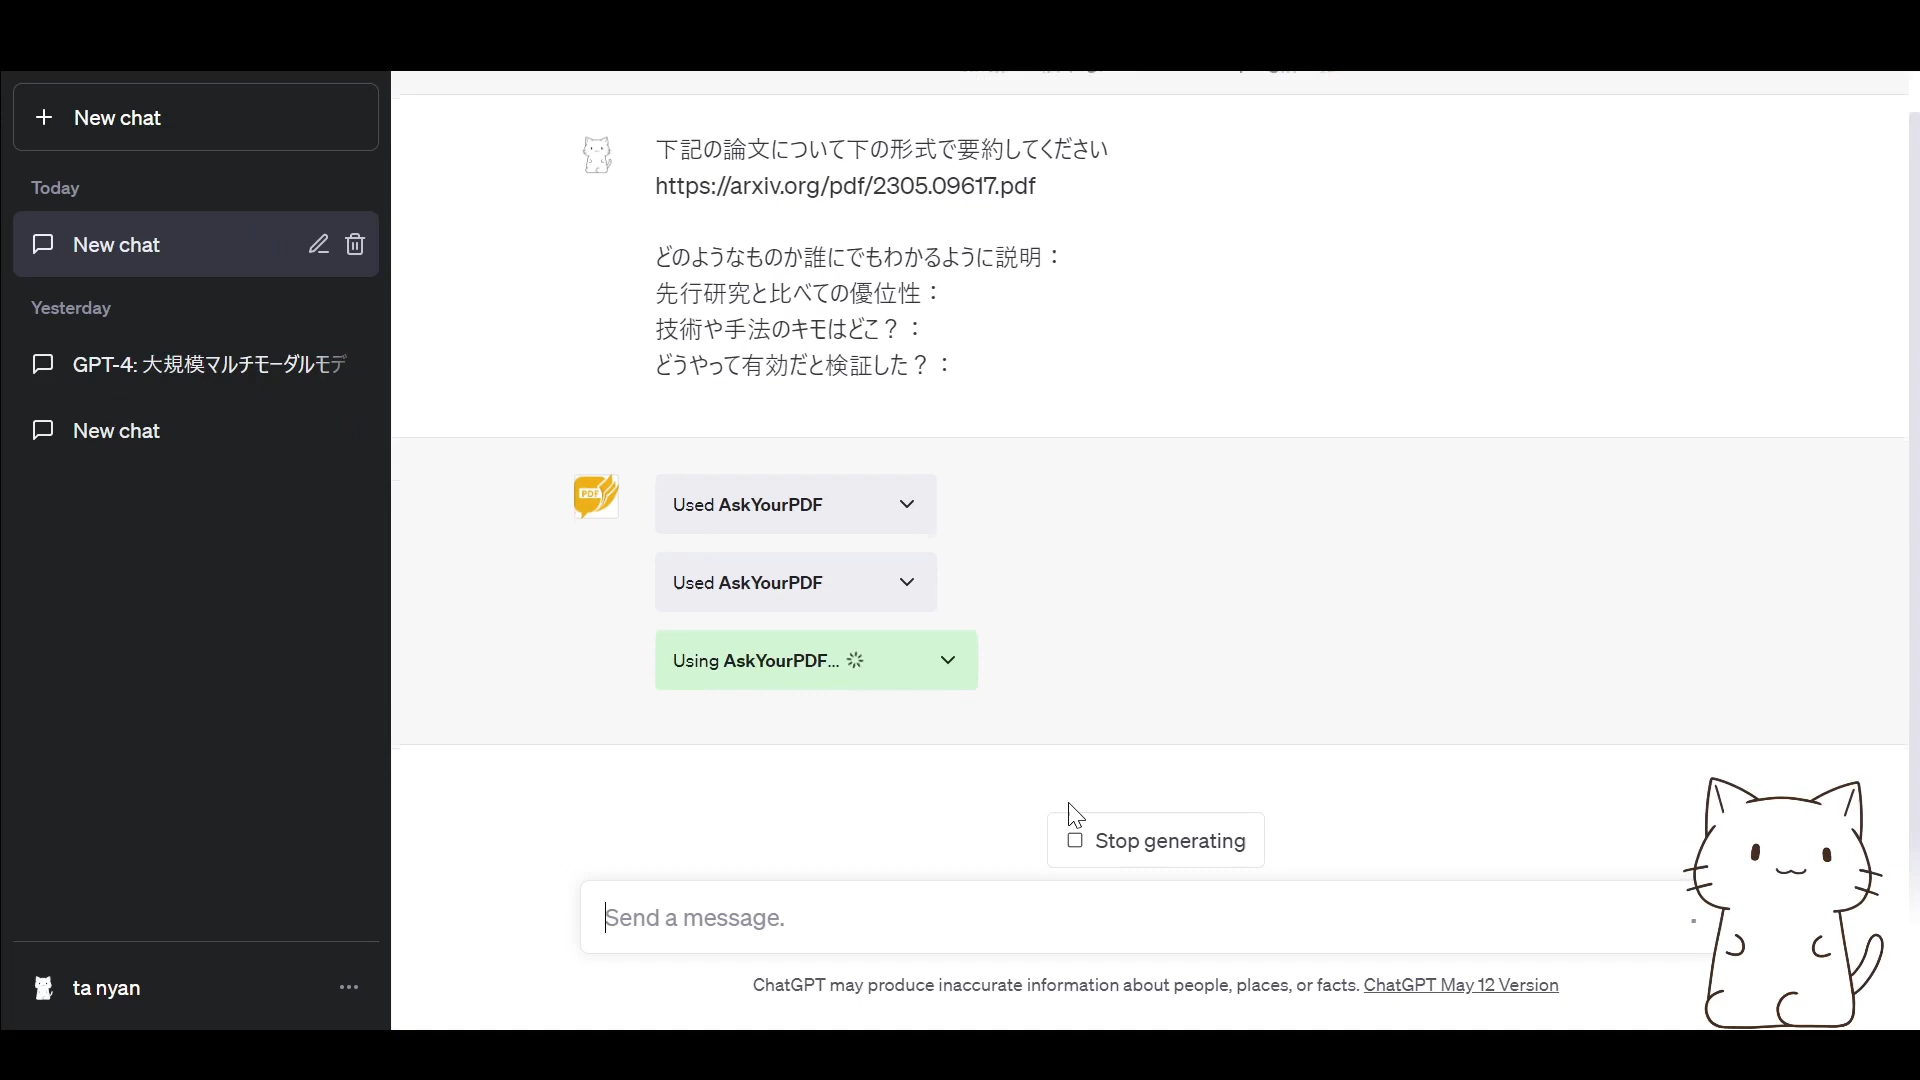 New chat
Today
New chat
Yesterday
GPT-4: 大規模マルチモーダルモデ
New chat
ta nyan
下記の論文について下の形式で要約してください
https://arxiv.org/pdf/2305.09617.pdf
どのようなものか誰にでもわかるように説明：
先行研究と比べての優位性：
技術や手法のキモはどこ？：
どうやって有効だと検証した？：
PDF
Used AskYourPDF
Used AskYourPDF
Using AskYourPDF...
Stop generating
Send a message.
ChatGPT may produce inaccurate information about people, places, or facts. ChatGPT May 12 Version